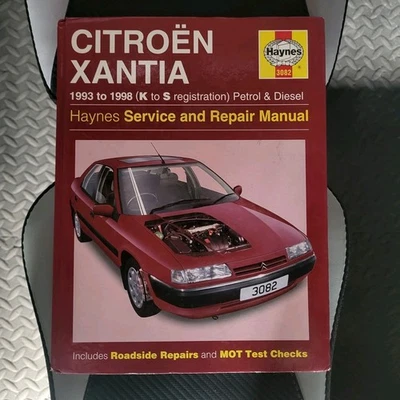 CITROËN
XANTIA
Haynes
3082
1993 to 1998 (K to S registration) Petrol & Diesel
Haynes Service and Repair Manual
3082
Includes Roadside Repairs and MOT Test Checks